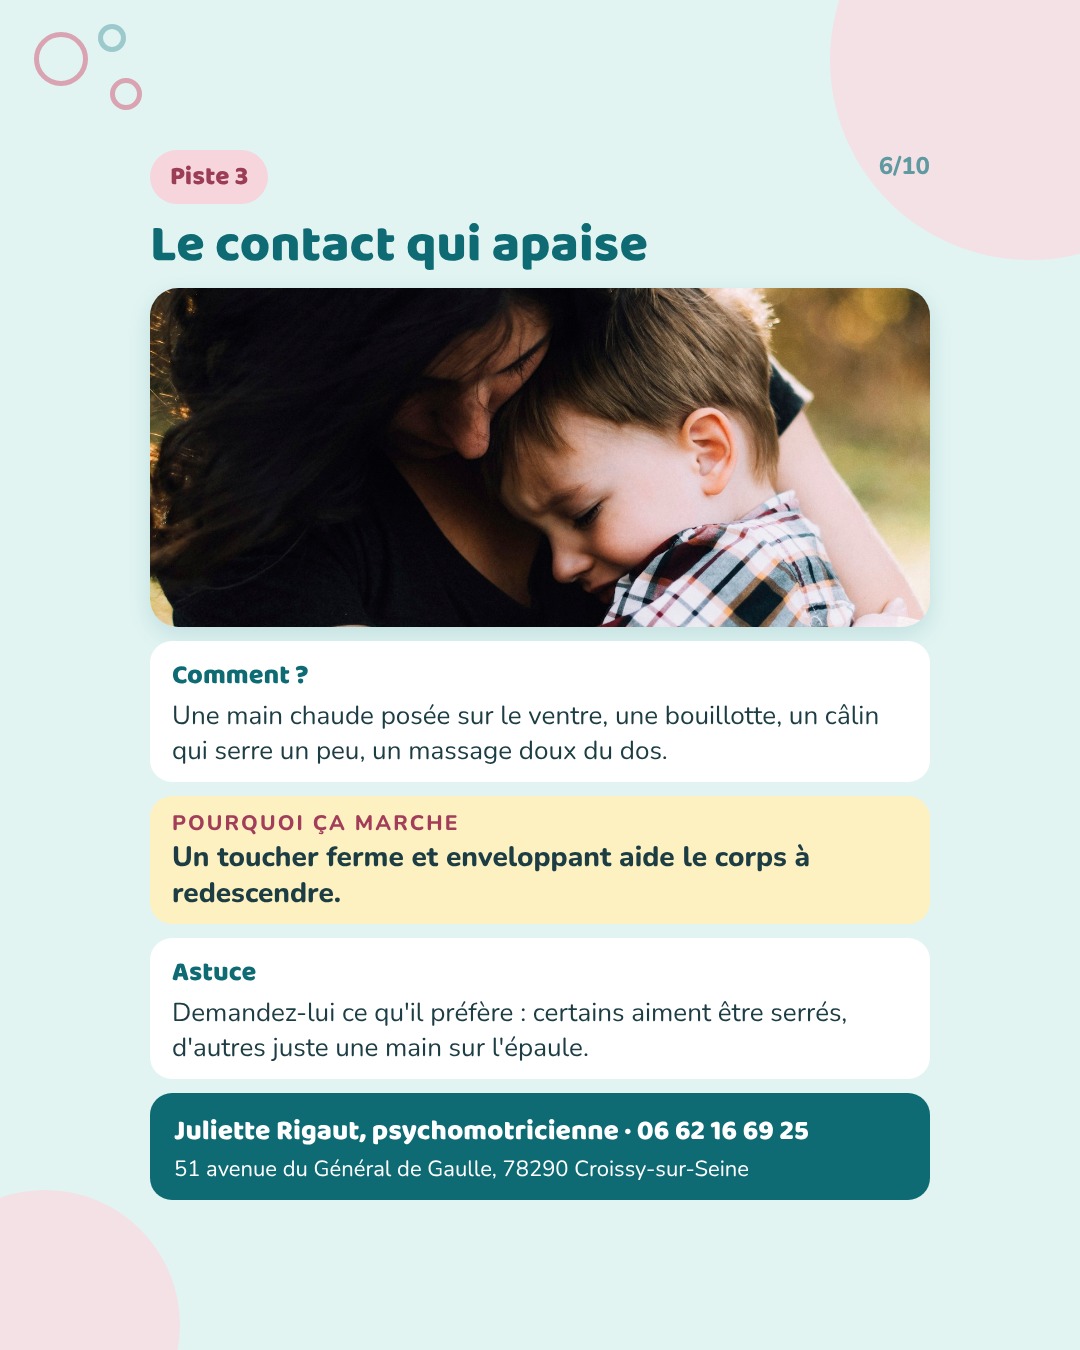 Piste 3
6/10
Le contact qui apaise
Comment ?
Une main chaude posée sur le ventre, une bouillotte, un câlin
qui serre un peu, un massage doux du dos.
POURQUOI ÇA MARCHE
Un toucher ferme et enveloppant aide le corps à
redescendre.
Astuce
Demandez-lui ce qu'il préfère : certains aiment être serrés,
d'autres juste une main sur l'épaule.
Juliette Rigaut, psychomotricienne · 06 62 16 69 25
51 avenue du Général de Gaulle, 78290 Croissy-sur-Seine